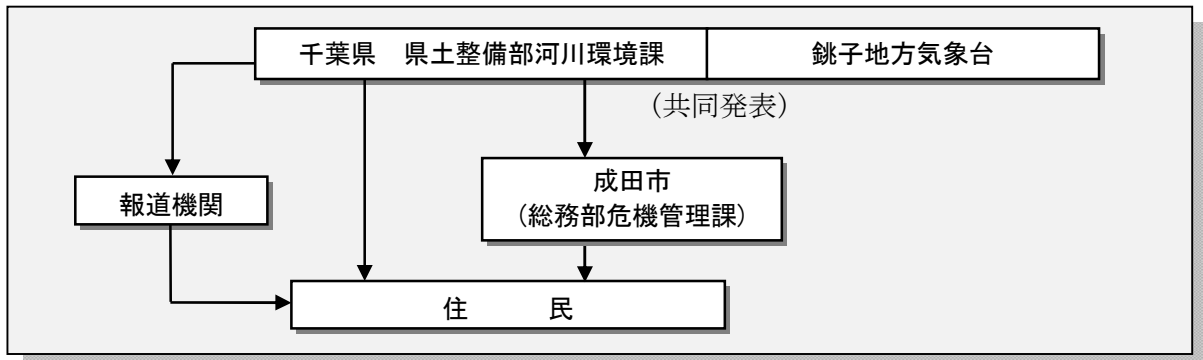 千葉県　県土整備部河川環境課
銚子地方気象台
（共同発表）
報道機関
成田市
（総務部危機管理課）
住　　　民